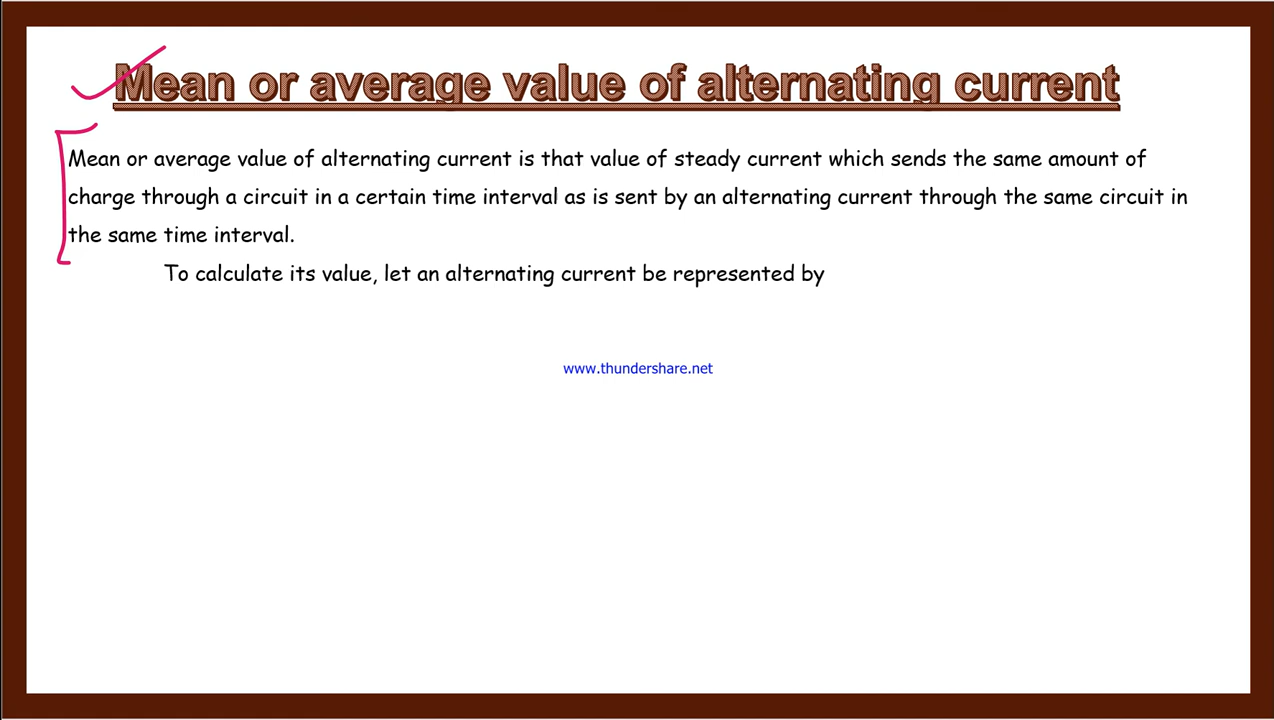 Mean or average value of alternating current
Mean or average value of alternating current is that value of steady current which sends the same amount of
charge through a circuit in a certain time interval as is sent by an alternating current through the same circuit in
the same time interval.
To calculate its value, let an alternating current be represented by
www.thundershare.net